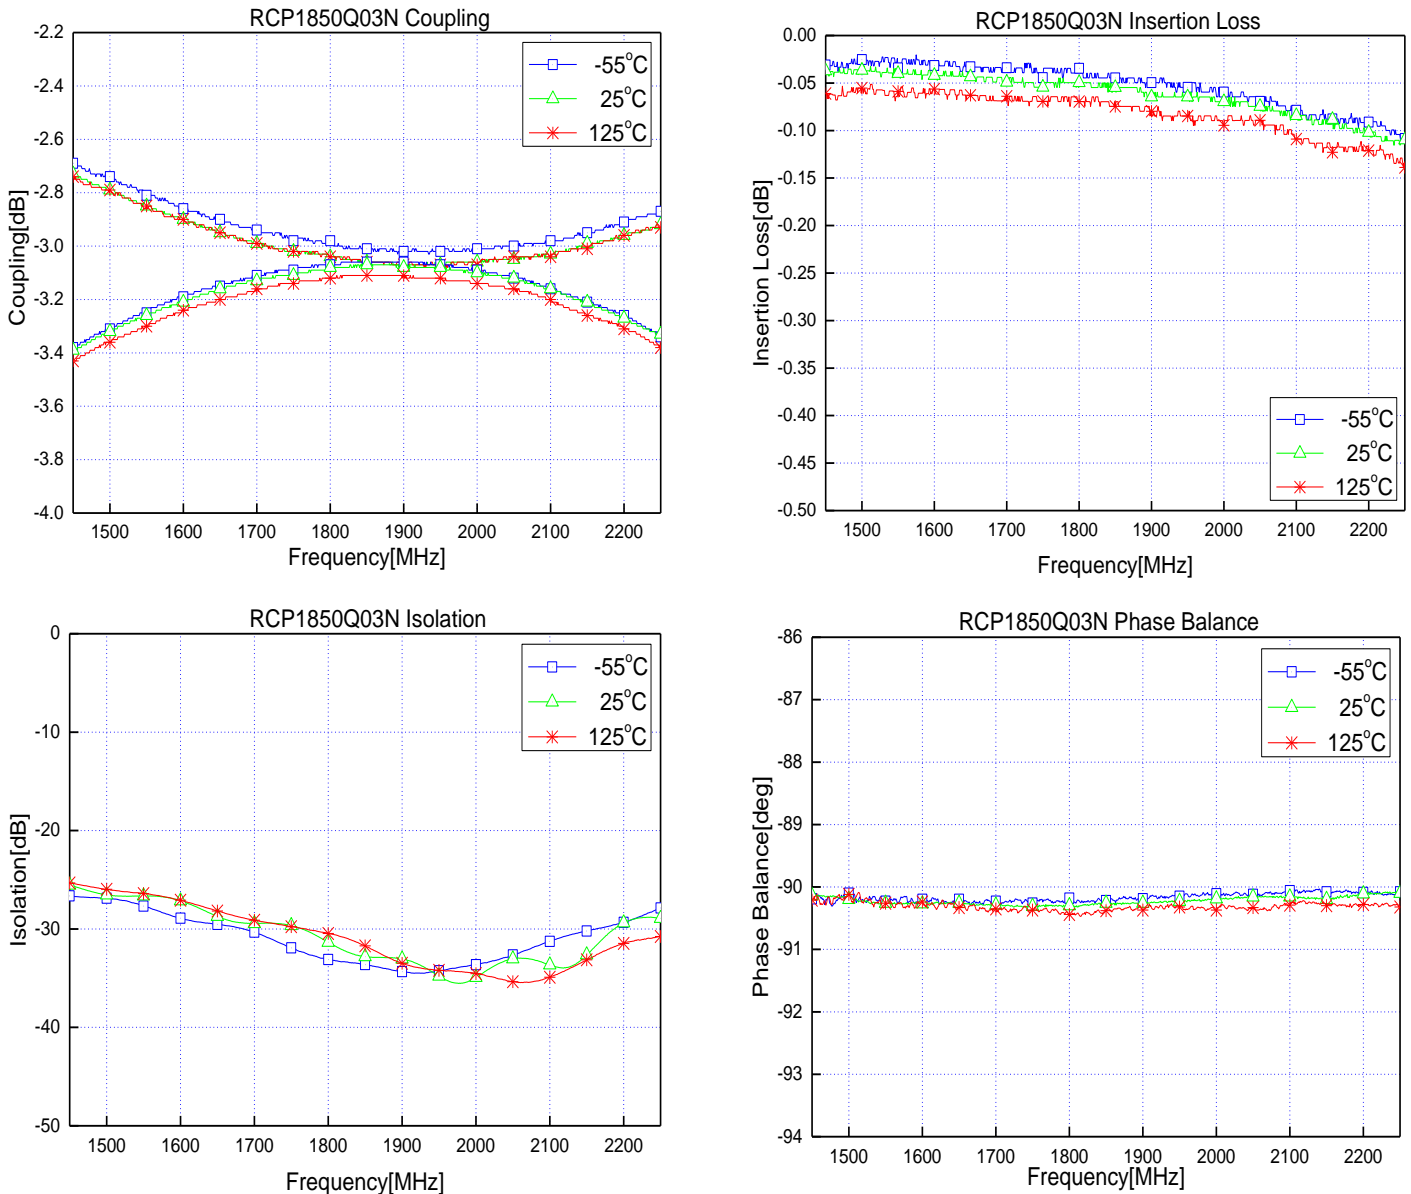 RCP1850Q03N Coupling
-2.2
-2.4
-2.6
-2.8
-3.0
-3.2
-3.4
-3.6
-3.8
-4.0
Coupling[dB]
-55°C
25°C
125°C
1500 1600 1700 1800 1900 2000 2100 2200
Frequency[MHz]
RCP1850Q03N Insertion Loss
0.00
-0.05
-0.10
-0.15
-0.20
-0.25
-0.30
-0.35
-0.40
-0.45
-0.50
Insertion Loss[dB]
-55°C
25°C
125°C
1500 1600 1700 1800 1900 2000 2100 2200
Frequency[MHz]
RCP1850Q03N Isolation
0
-10
-20
-30
-40
-50
Isolation[dB]
-55°C
25°C
125°C
1500 1600 1700 1800 1900 2000 2100 2200
Frequency[MHz]
RCP1850Q03N Phase Balance
-86
-87
-88
-89
-90
-91
-92
-93
-94
Phase Balance[deg]
-55°C
25°C
125°C
1500 1600 1700 1800 1900 2000 2100 2200
Frequency[MHz]